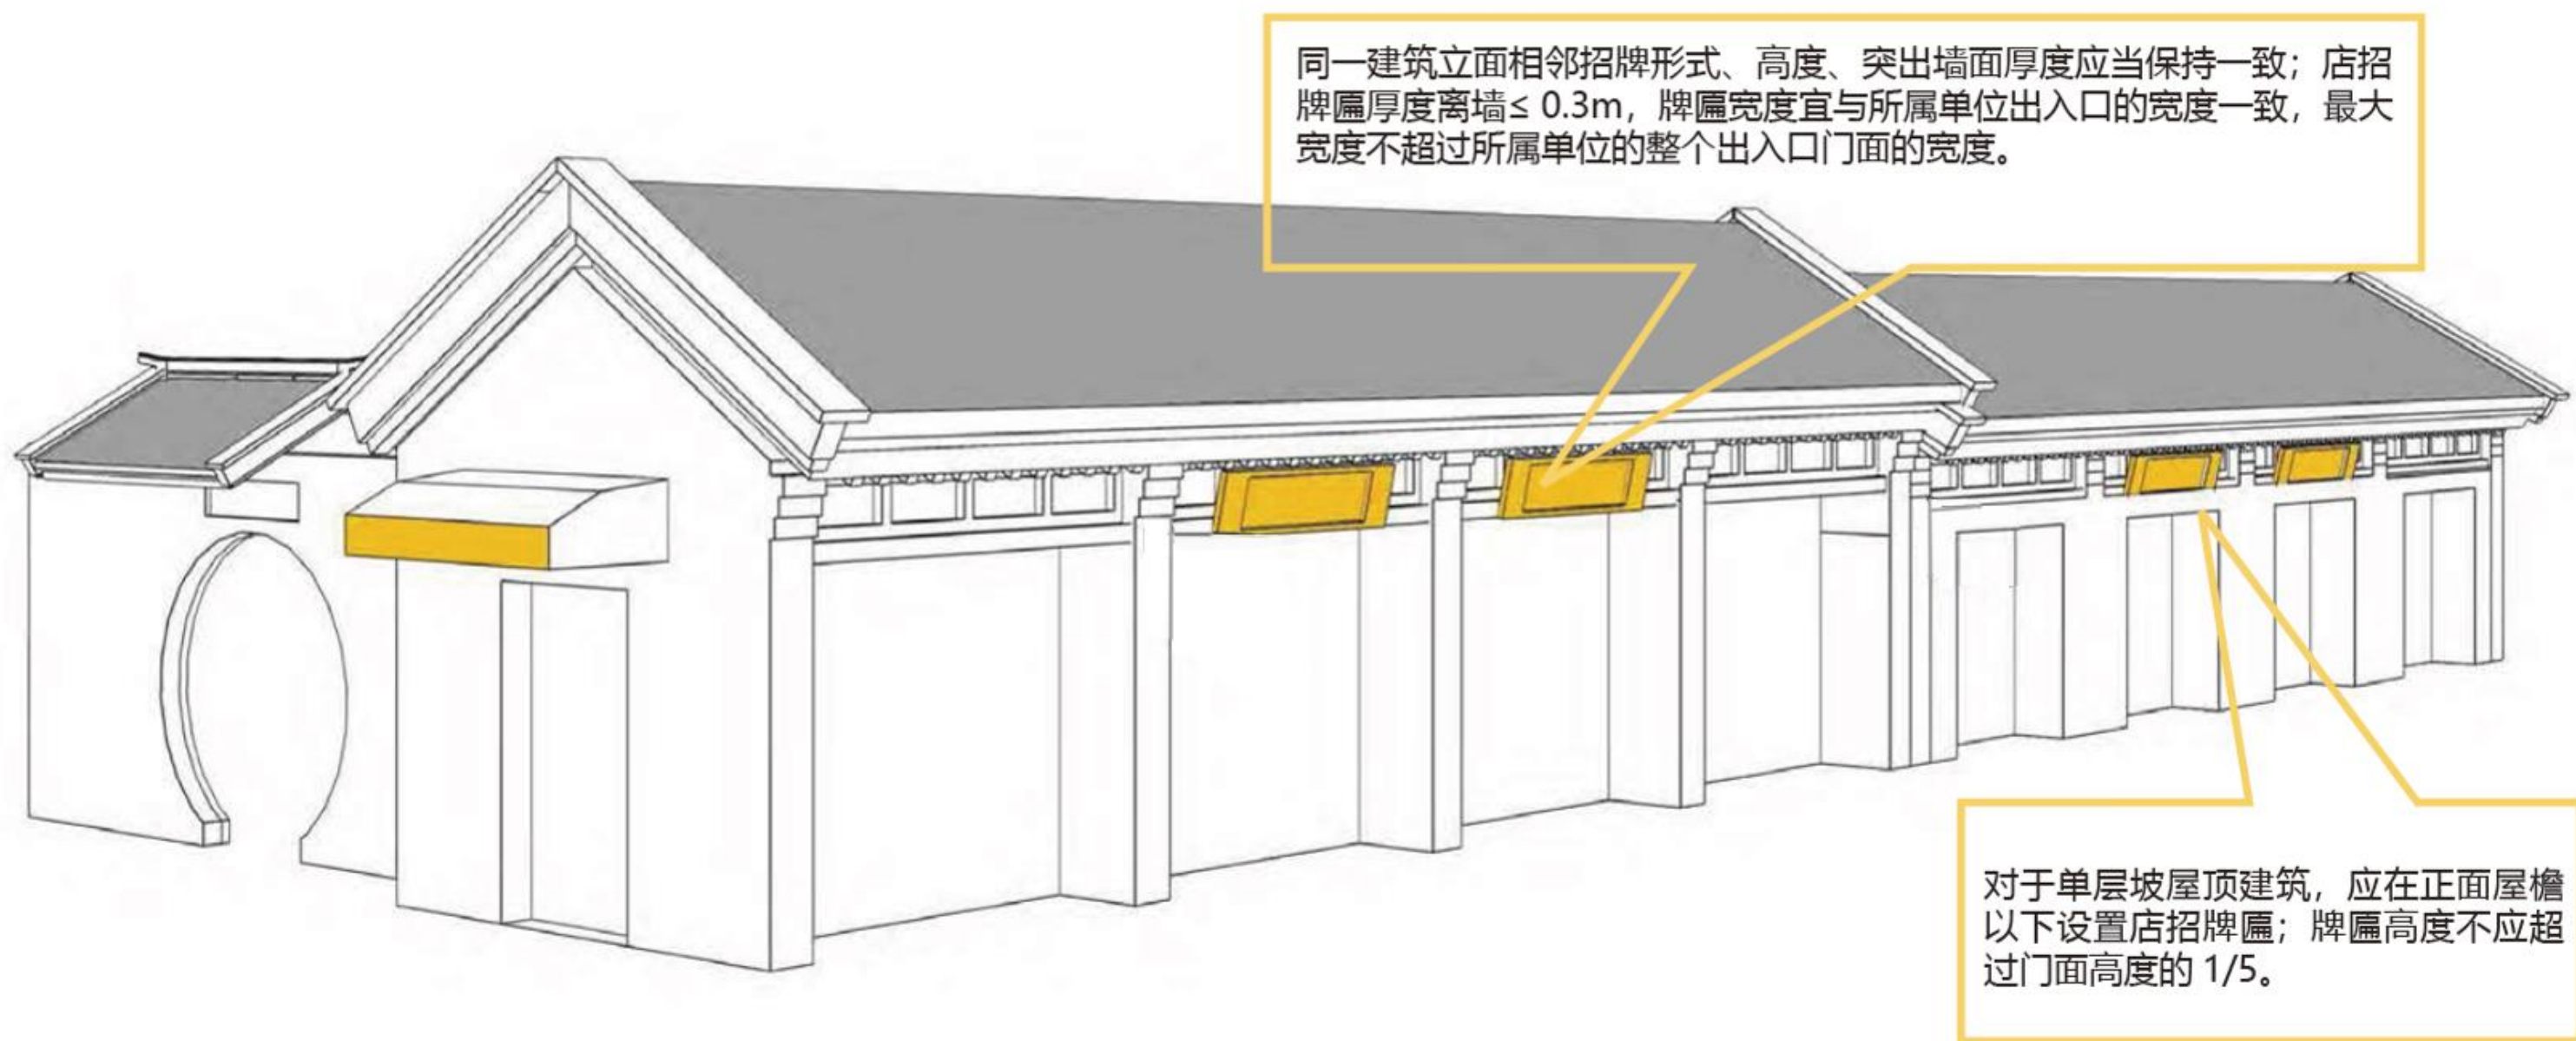 同一建筑立面相邻招牌形式、高度、突出墙面厚度应当保持一致；店招
牌匾厚度离墙≤ 0.3m，牌匾宽度宜与所属单位出入口的宽度一致，最大
宽度不超过所属单位的整个出入口门面的宽度。
对于单层坡屋顶建筑，应在正面屋檐
以下设置店招牌匾；牌匾高度不应超
过门面高度的 1/5。